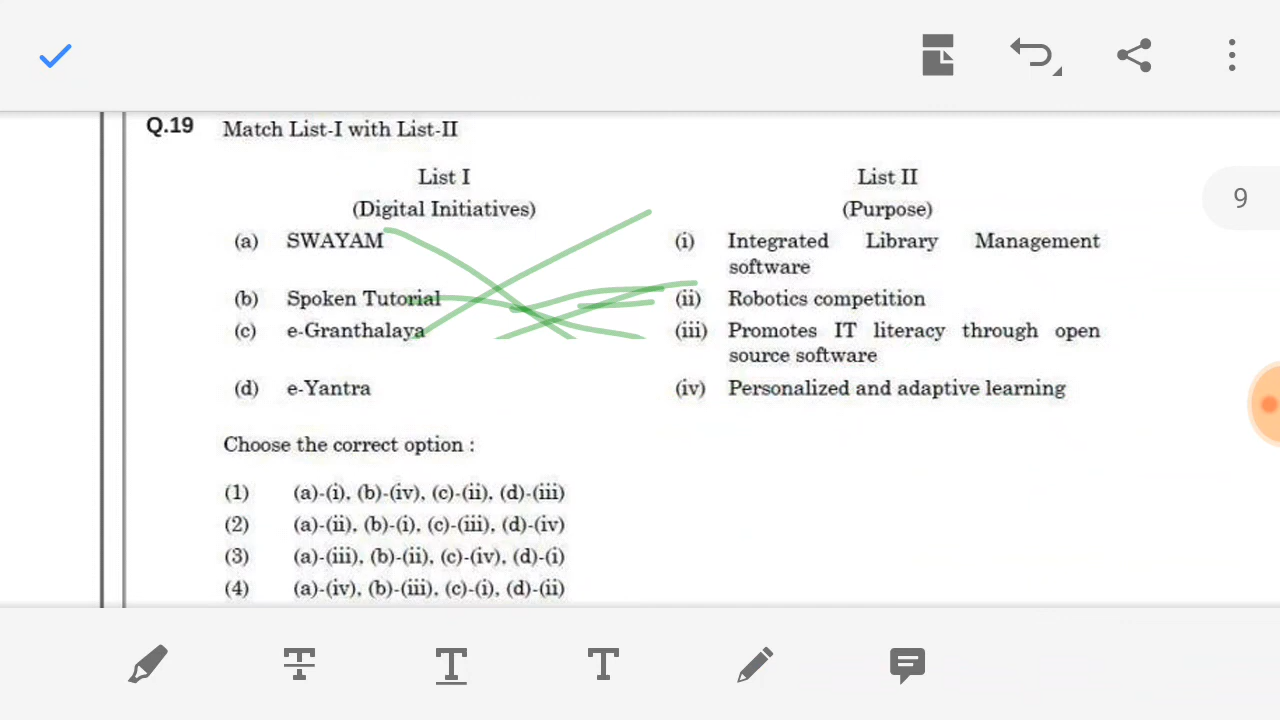 Q.19 Match List-I with List-II
List I List II
(Digital Initiatives) (Purpose)
(a) SWAYAM (i) Integrated Library Management
software
(b) Spoken Tutorial (ii) Robotics competition
(c) e-Granthalaya (iii) Promotes IT literacy through open
source software
(d) e-Yantra (iv) Personalized and adaptive learning
Choose the correct option :
(1) (a)-(i), (b)-(iv), (c)-(ii), (d)-(iii)
(2) (a)-(ii), (b)-(i), (c)-(iii), (d)-(iv)
(3) (a)-(iii), (b)-(ii), (c)-(iv), (d)-(i)
(4) (a)-(iv), (b)-(iii), (c)-(i), (d)-(ii)
9
T T T